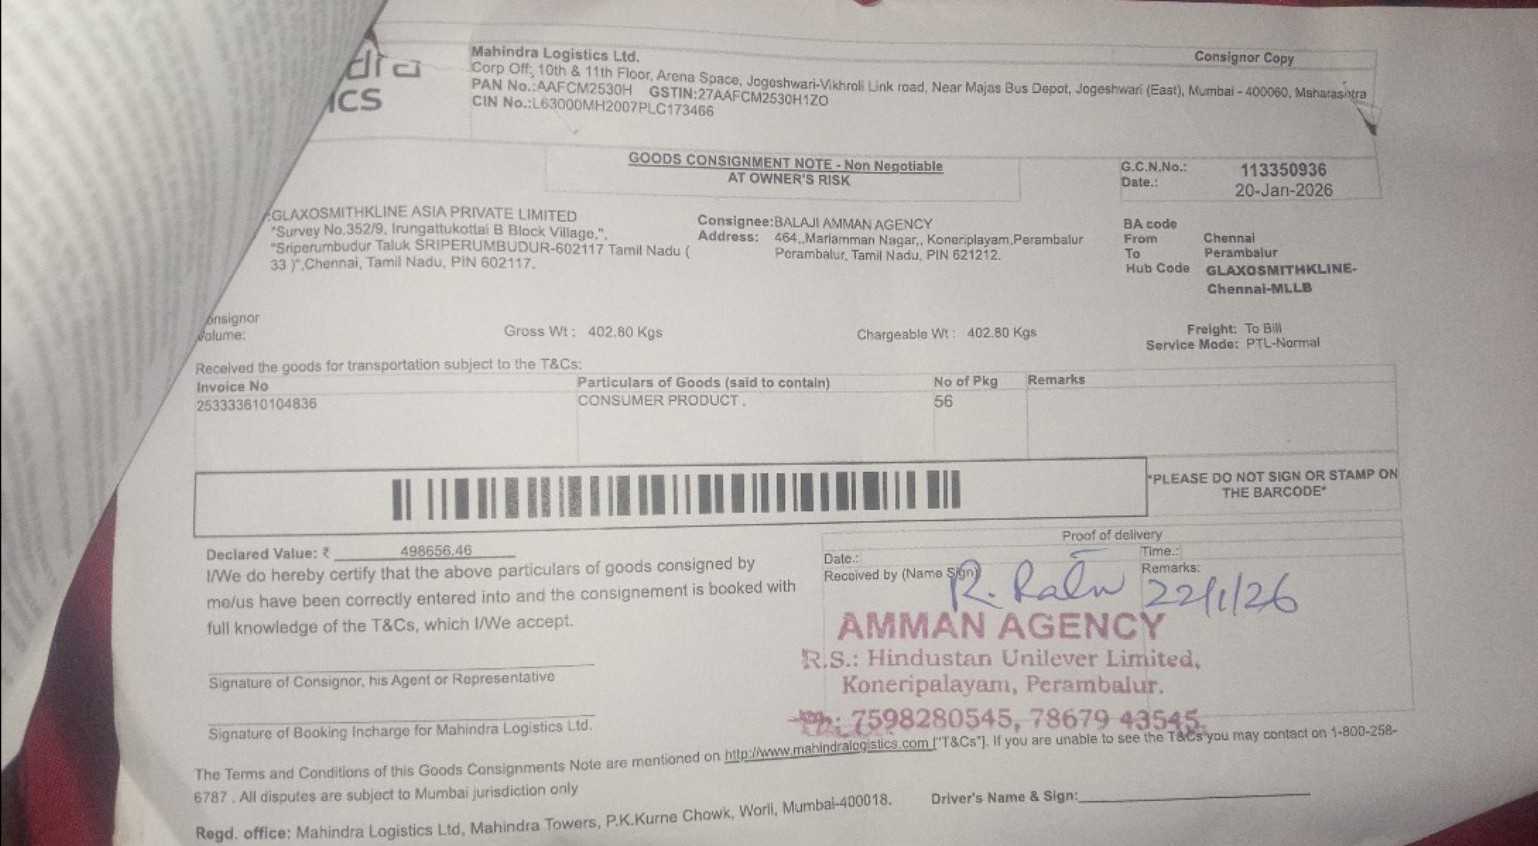 Mahindra Logistics Ltd.
Consignor Copy
Corp Off:, 10th & 11th Floor, Arena Space, Jogeshwari-Vikhroli Link road, Near Majas Bus Depot, Jogeshwari (East), Mumbai - 400060, Maharashtra
PAN No.:AAFCM2530H GSTIN:27AAFCM2530H1ZO
CIN No.:L63000MH2007PLC173466
GOODS CONSIGNMENT NOTE - Non Negotiable
AT OWNER'S RISK
G.C.N.No.: 113350936
Date.: 20-Jan-2026
:GLAXOSMITHKLINE ASIA PRIVATE LIMITED
"Survey No.352/9, Irungattukottai B Block Village,",
"Sriperumbudur Taluk SRIPERUMBUDUR-602117 Tamil Nadu (
33 )",Chennai, Tamil Nadu, PIN 602117.
Consignee:BALAJI AMMAN AGENCY
Address: 464,,Mariamman Nagar,, Koneriplayam,Perambalur
Perambalur, Tamil Nadu, PIN 621212.
BA code
From Chennai
To Perambalur
Hub Code GLAXOSMITHKLINE-
Chennai-MLLB
onsignor
Volume:
Gross Wt : 402.80 Kgs
Chargeable Wt : 402.80 Kgs
Freight: To Bill
Service Mode: PTL-Normal
Received the goods for transportation subject to the T&Cs:
Invoice No Particulars of Goods (said to contain) No of Pkg Remarks
253333610104836 CONSUMER PRODUCT . 56
*PLEASE DO NOT SIGN OR STAMP ON
THE BARCODE*
Declared Value: ₹ 498656.46
I/We do hereby certify that the above particulars of goods consigned by
me/us have been correctly entered into and the consignement is booked with
full knowledge of the T&Cs, which I/We accept.
Signature of Consignor, his Agent or Representative
Signature of Booking Incharge for Mahindra Logistics Ltd.
Proof of delivery
Date.: Time.:
Received by (Name Sign) Remarks:
22/1/26
AMMAN AGENCY
R.S.: Hindustan Unilever Limited,
Koneripalayam, Perambalur.
Ph: 7598280545, 78679 43545.
The Terms and Conditions of this Goods Consignments Note are mentioned on http://www.mahindralogistics.com ["T&Cs"]. If you are unable to see the T&Cs you may contact on 1-800-258-
6787 . All disputes are subject to Mumbai jurisdiction only
Driver's Name & Sign:
Regd. office: Mahindra Logistics Ltd, Mahindra Towers, P.K.Kurne Chowk, Worli, Mumbai-400018.